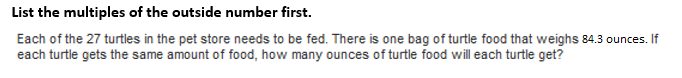 List the multiples of the outside number first.
Each of the 27 turtles in the pet store needs to be fed. There is one bag of turtle food that weighs 84.3 ounces. If
each turtle gets the same amount of food, how many ounces of turtle food will each turtle get?